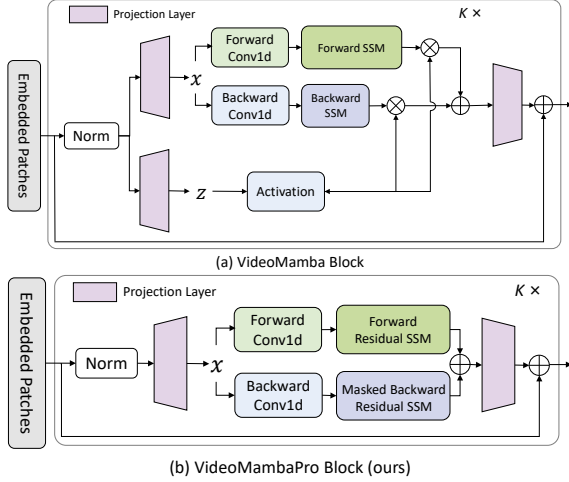 Projection Layer
K ×
Embedded Patches
Norm
x
Forward
Conv1d
Forward SSM
Backward
Conv1d
Backward
SSM
z
Activation
(a) VideoMamba Block
Projection Layer
K ×
Embedded Patches
Norm
x
Forward
Conv1d
Forward
Residual SSM
Backward
Conv1d
Masked Backward
Residual SSM
(b) VideoMambaPro Block (ours)